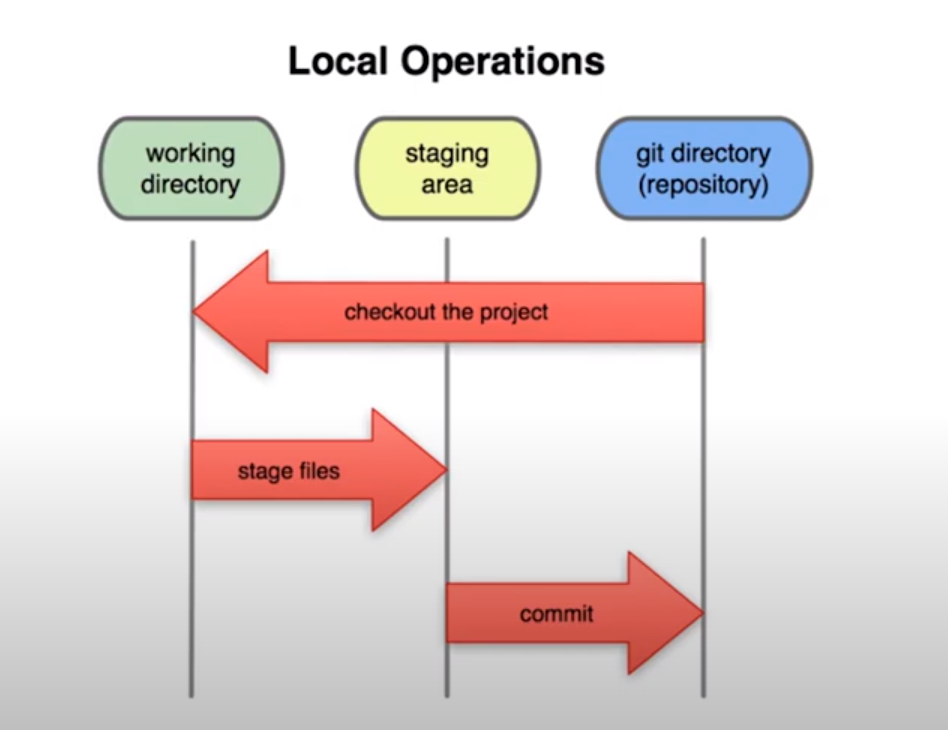 Local Operations
working
directory
staging
area
git directory
(repository)
checkout the project
stage files
commit